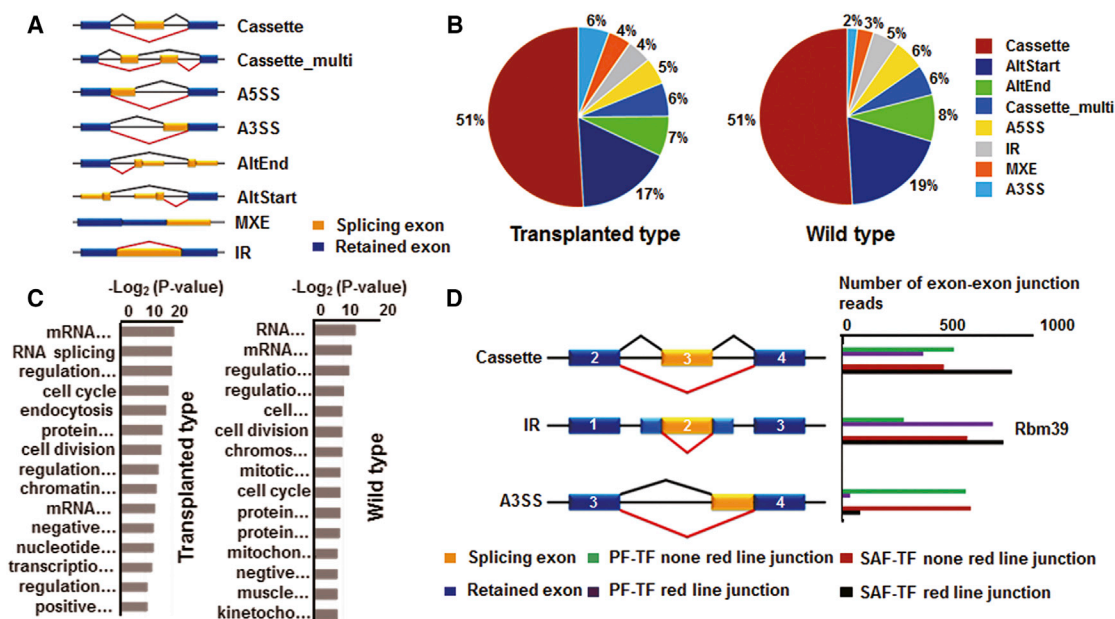 A
Cassette
Cassette_multi
A5SS
A3SS
AltEnd
AltStart
MXE
IR
Splicing exon
Retained exon
B
6%
4%
4%
5%
6%
7%
17%
51%
Transplanted type
2%
3%
5%
6%
6%
8%
19%
51%
Wild type
Cassette
AltStart
AltEnd
Cassette_multi
A5SS
IR
MXE
A3SS
C
-Log2 (P-value)
0 10 20
mRNA...
RNA splicing
regulation...
cell cycle
endocytosis
protein...
cell division
regulation...
chromatin...
mRNA...
negative...
nucleotide...
transcriptio...
regulation...
positive...
Transplanted type
-Log2 (P-value)
0 10 20
RNA...
mRNA...
regulatio...
regulatio...
cell...
cell division
chromos...
mitotic...
cell cycle
protein...
protein...
mitochon...
negtive...
muscle...
kinetocho...
Wild type
D
Number of exon-exon junction
reads
0 500 1000
Cassette 2 3 4
IR 1 2 3
Rbm39
A3SS 3 4
Splicing exon
PF-TF none red line junction
SAF-TF none red line junction
Retained exon
PF-TF red line junction
SAF-TF red line junction